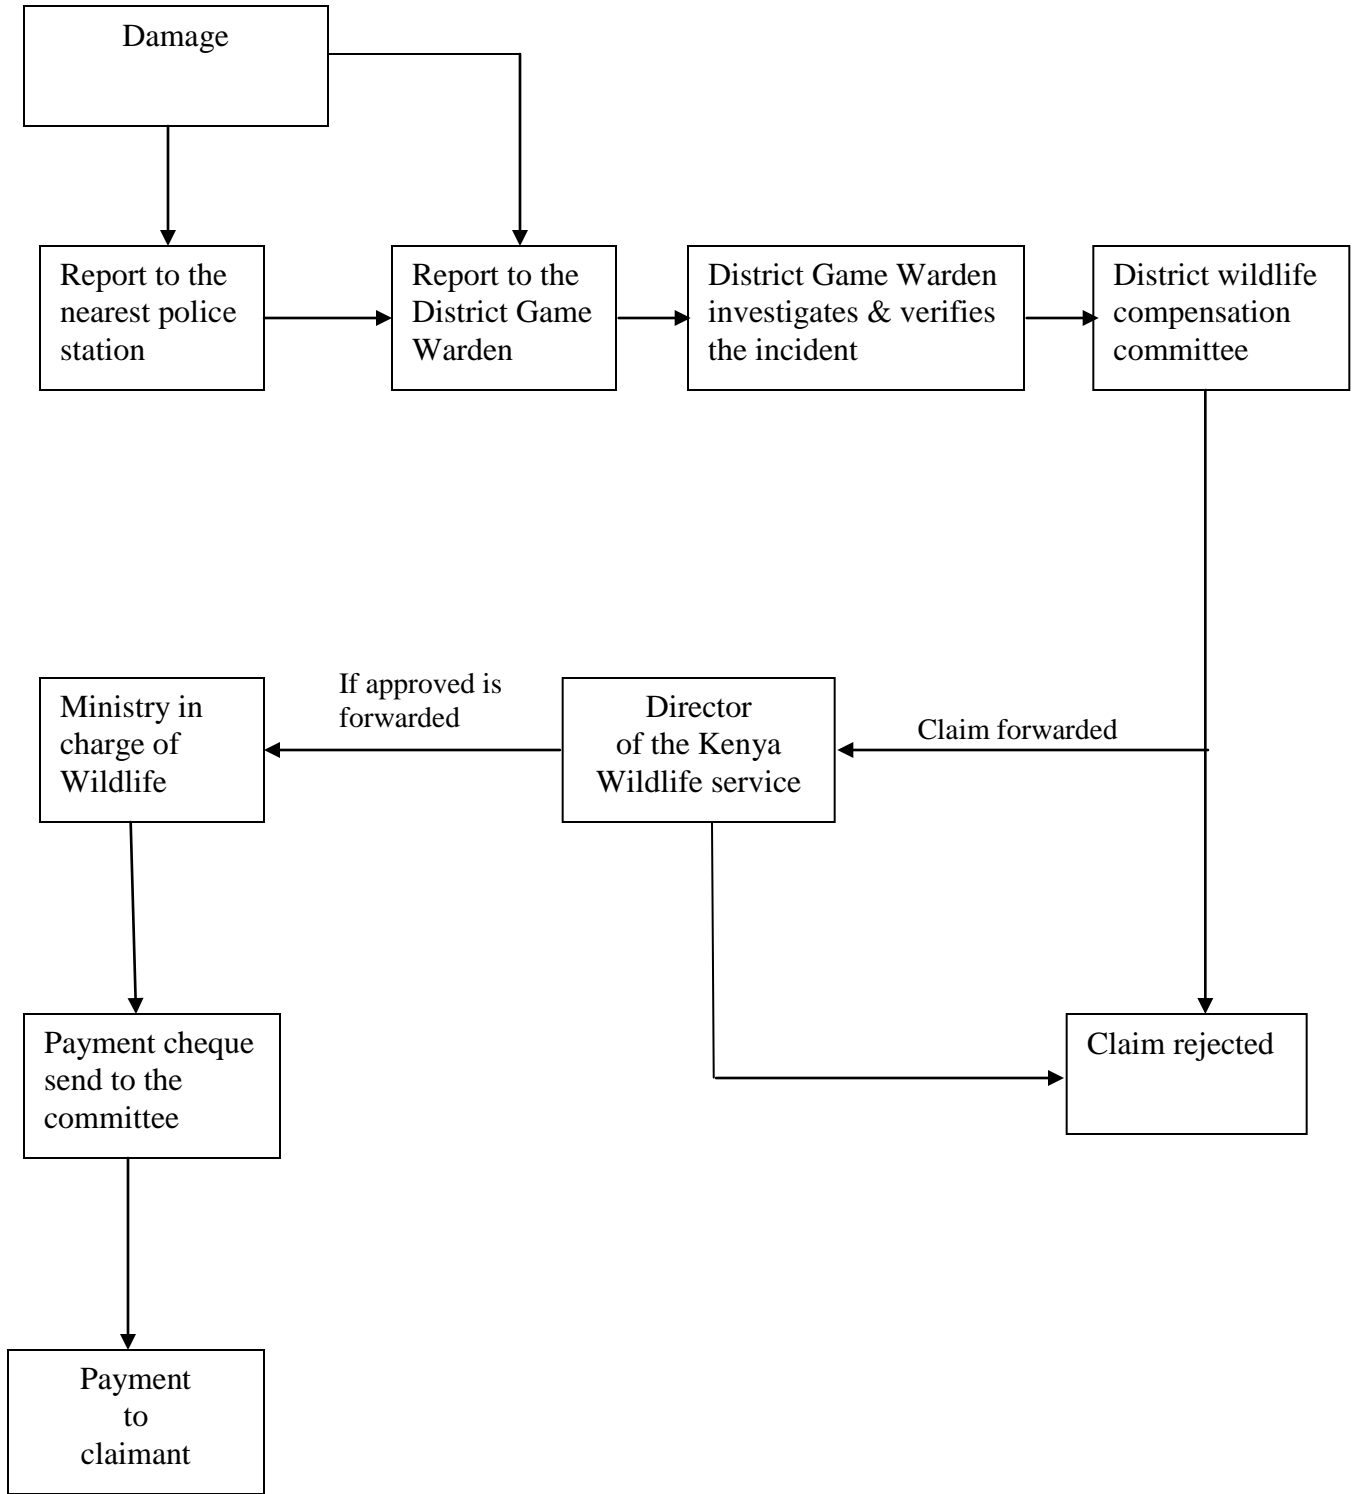 Damage
Report to the
nearest police
station
Report to the
District Game
Warden
District Game Warden
investigates & verifies
the incident
District wildlife
compensation
committee
Ministry in
charge of
Wildlife
If approved is
forwarded
Director
of the Kenya
Wildlife service
Claim forwarded
Payment cheque
send to the
committee
Claim rejected
Payment
to
claimant